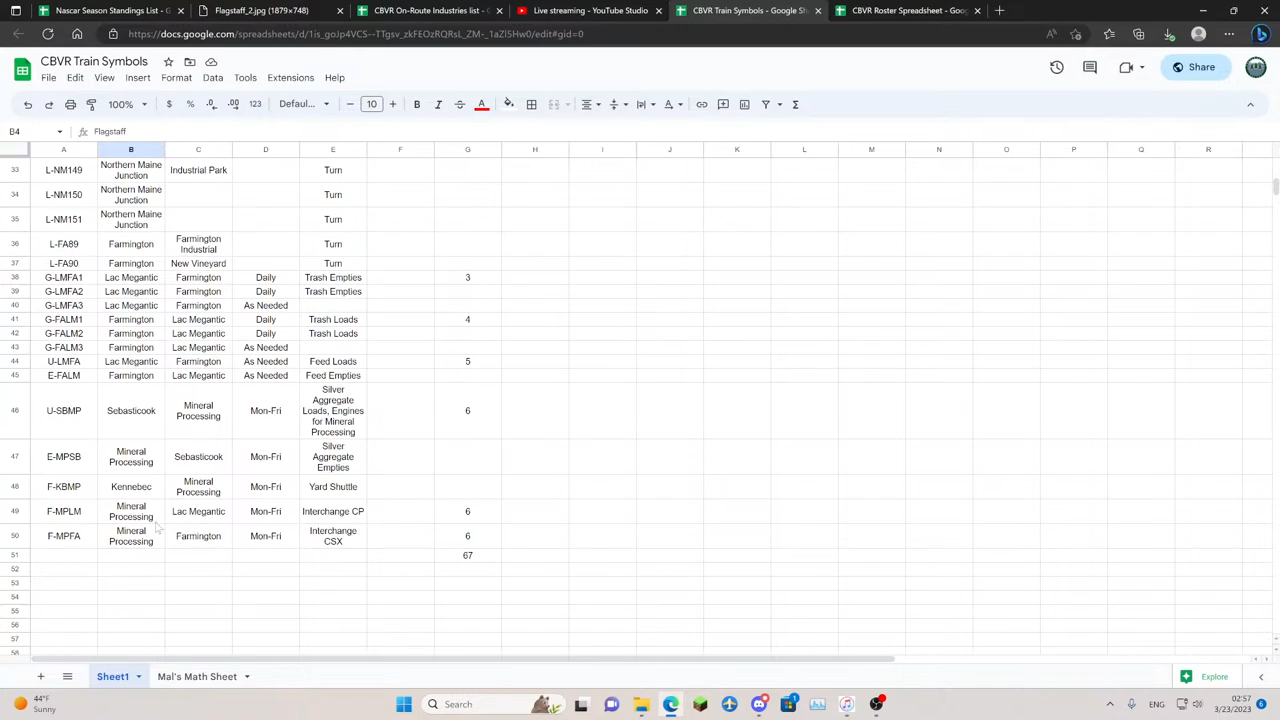 Nascar Season Standings List - G
Flagstaff_2.jpg (1879×748)
CBVR On-Route Industries list - G
Live streaming - YouTube Studio
CBVR Train Symbols - Google Sh
CBVR Roster Spreadsheet - Goog
https://docs.google.com/spreadsheets/d/1is_goJp4VCS--TTgsv_zkFEOzRQRsL_ZM-_1aZl5Hw0/edit#gid=0
CBVR Train Symbols
File Edit View Insert Format Data Tools Extensions Help
Share
100% $ % .0 .00 123 Defaul... 10 B I S A
B4 Flagstaff
A B C D E F G H I J K L M N O P Q R
33 L-NM149 Northern Maine Junction Industrial Park Turn
34 L-NM150 Northern Maine Junction Turn
35 L-NM151 Northern Maine Junction Turn
36 L-FA89 Farmington Farmington Industrial Turn
37 L-FA90 Farmington New Vineyard Turn
38 G-LMFA1 Lac Megantic Farmington Daily Trash Empties 3
39 G-LMFA2 Lac Megantic Farmington Daily Trash Empties
40 G-LMFA3 Lac Megantic Farmington As Needed
41 G-FALM1 Farmington Lac Megantic Daily Trash Loads 4
42 G-FALM2 Farmington Lac Megantic Daily Trash Loads
43 G-FALM3 Farmington Lac Megantic As Needed
44 U-LMFA Lac Megantic Farmington As Needed Feed Loads 5
45 E-FALM Farmington Lac Megantic As Needed Feed Empties
46 U-SBMP Sebasticook Mineral Processing Mon-Fri Silver Aggregate Loads, Engines for Mineral Processing 6
47 E-MPSB Mineral Processing Sebasticook Mon-Fri Silver Aggregate Empties
48 F-KBMP Kennebec Mineral Processing Mon-Fri Yard Shuttle
49 F-MPLM Mineral Processing Lac Megantic Mon-Fri Interchange CP 6
50 F-MPFA Mineral Processing Farmington Mon-Fri Interchange CSX 6
51 67
52
53
54
55
56
57
58
Sheet1 Mal's Math Sheet Explore
44°F
Sunny
Search
ENG
02:57
3/23/2023
6